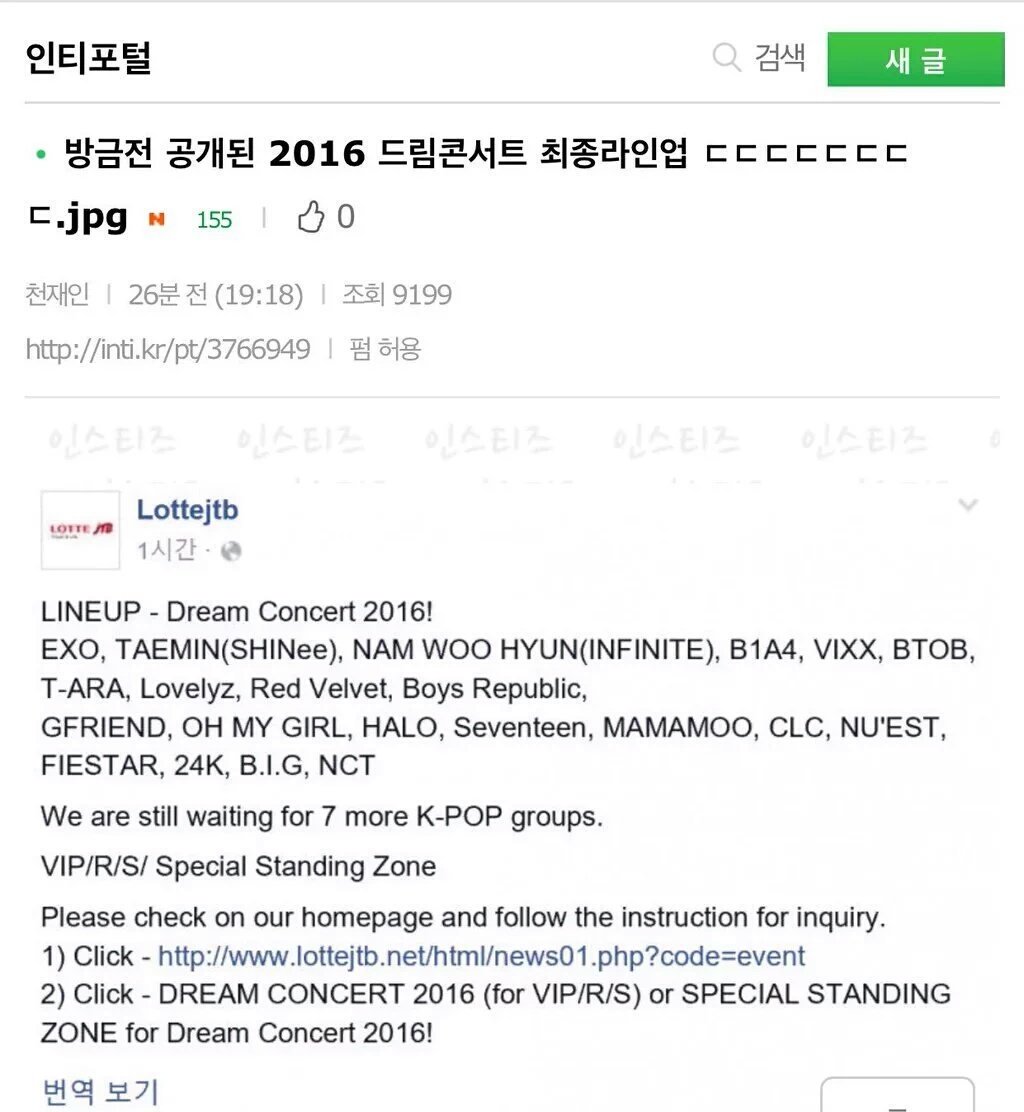 인티포털
검색
새 글
• 방금전 공개된 2016 드림콘서트 최종라인업 ㄷㄷㄷㄷㄷㄷㄷ
ㄷ.jpg N 155 | 0
천재인 | 26분 전 (19:18) | 조회 9199
http://inti.kr/pt/3766949 | 펌 허용
인스티즈 인스티즈 인스티즈 인스티즈 인스티즈
LOTTE JTB
Lottejtb
1시간 ·
LINEUP - Dream Concert 2016!
EXO, TAEMIN(SHINee), NAM WOO HYUN(INFINITE), B1A4, VIXX, BTOB,
T-ARA, Lovelyz, Red Velvet, Boys Republic,
GFRIEND, OH MY GIRL, HALO, Seventeen, MAMAMOO, CLC, NU'EST,
FIESTAR, 24K, B.I.G, NCT
We are still waiting for 7 more K-POP groups.
VIP/R/S/ Special Standing Zone
Please check on our homepage and follow the instruction for inquiry.
1) Click - http://www.lottejtb.net/html/news01.php?code=event
2) Click - DREAM CONCERT 2016 (for VIP/R/S) or SPECIAL STANDING
ZONE for Dream Concert 2016!
번역 보기